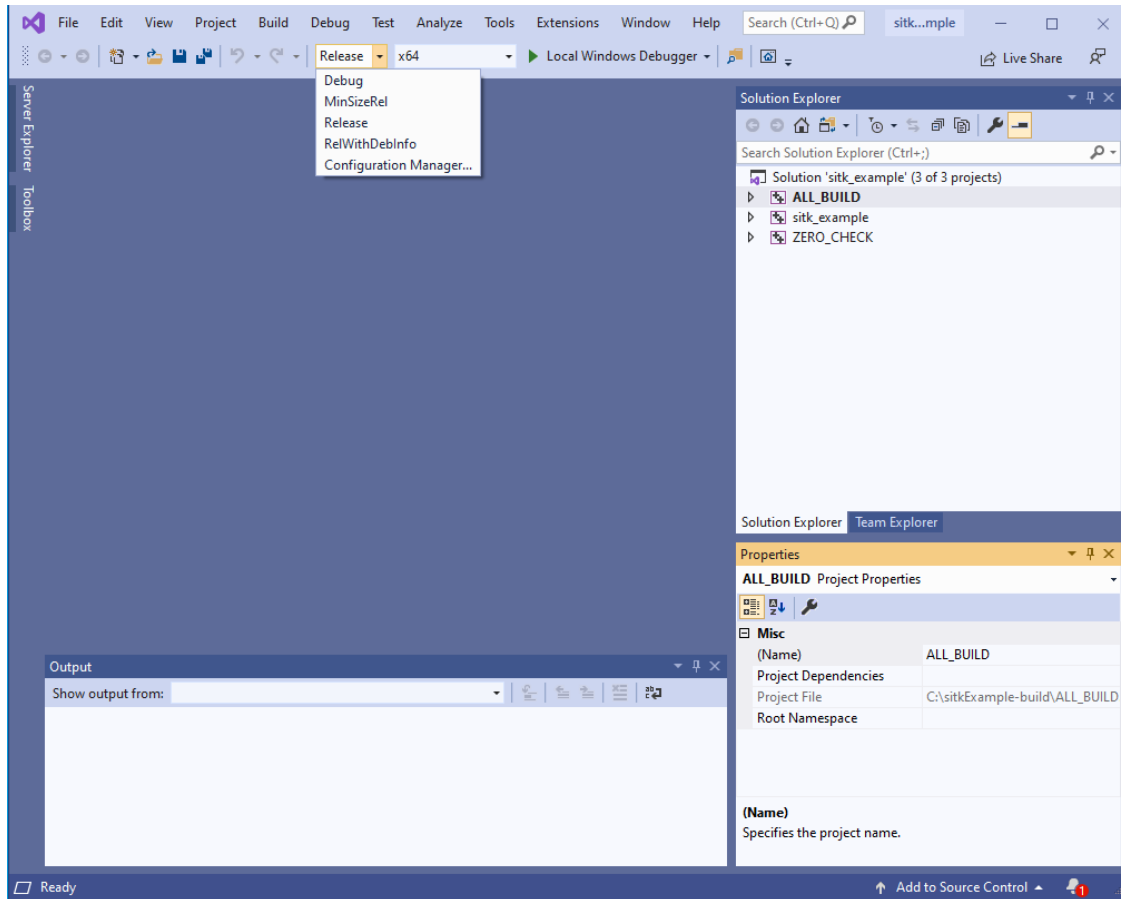 File Edit View Project Build Debug Test Analyze Tools Extensions Window Help Search (Ctrl+Q) sitk...mple
Release x64 Local Windows Debugger Live Share
Debug
MinSizeRel
Release
RelWithDebInfo
Configuration Manager...
Server Explorer
Toolbox
Solution Explorer
Search Solution Explorer (Ctrl+;)
Solution 'sitk_example' (3 of 3 projects)
ALL_BUILD
sitk_example
ZERO_CHECK
Solution Explorer Team Explorer
Properties
ALL_BUILD Project Properties
Misc
(Name) ALL_BUILD
Project Dependencies
Project File C:\sitkExample-build\ALL_BUILD
Root Namespace
(Name)
Specifies the project name.
Output
Show output from:
Ready Add to Source Control 1